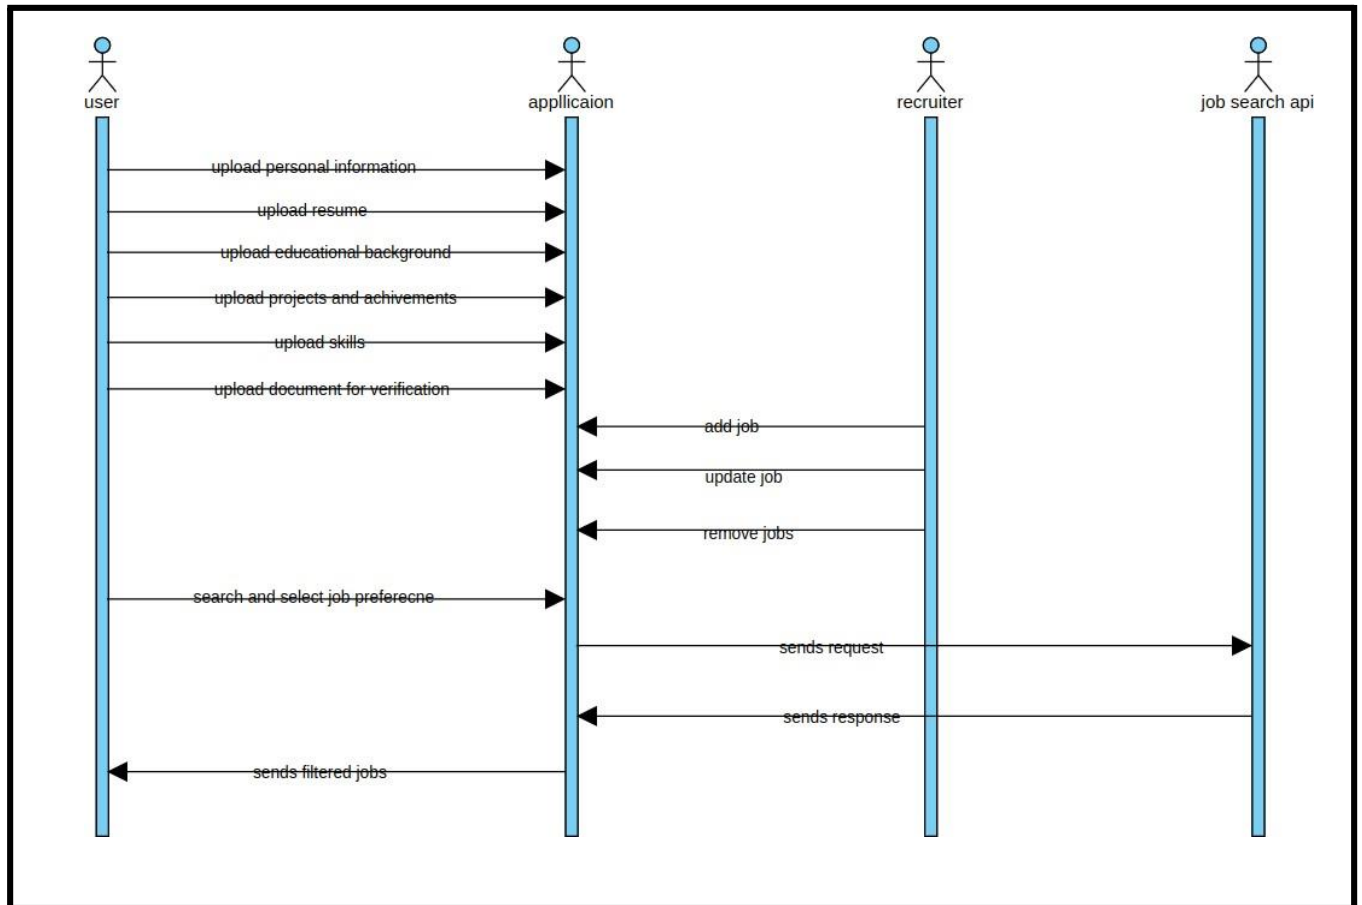 user
appllicaion
recruiter
job search api
upload personal information
upload resume
upload educational background
upload projects and achivements
upload skills
upload document for verification
add job
update job
remove jobs
search and select job preferecne
sends request
sends response
sends filtered jobs